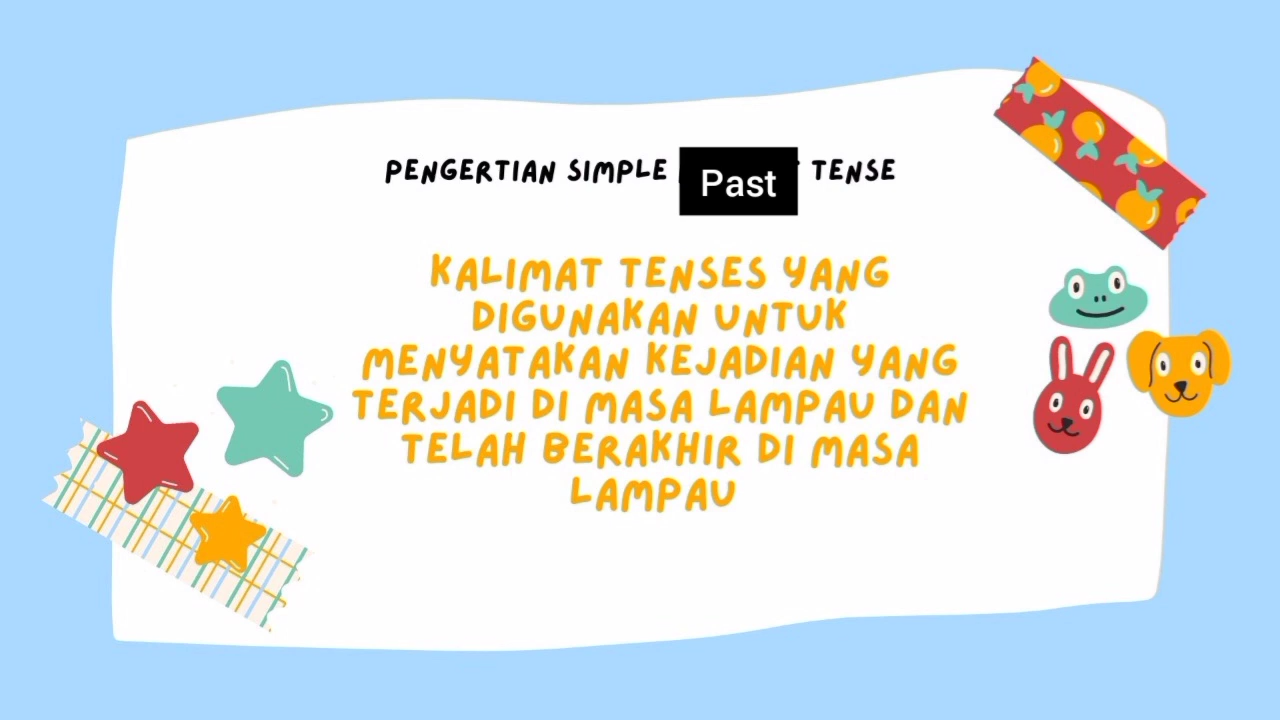 PENGERTIAN SIMPLE Past TENSE
KALIMAT TENSES YANG
DIGUNAKAN UNTUK
MENYATAKAN KEJADIAN YANG
TERJADI DI MASA LAMPAU DAN
TELAH BERAKHIR DI MASA
LAMPAU